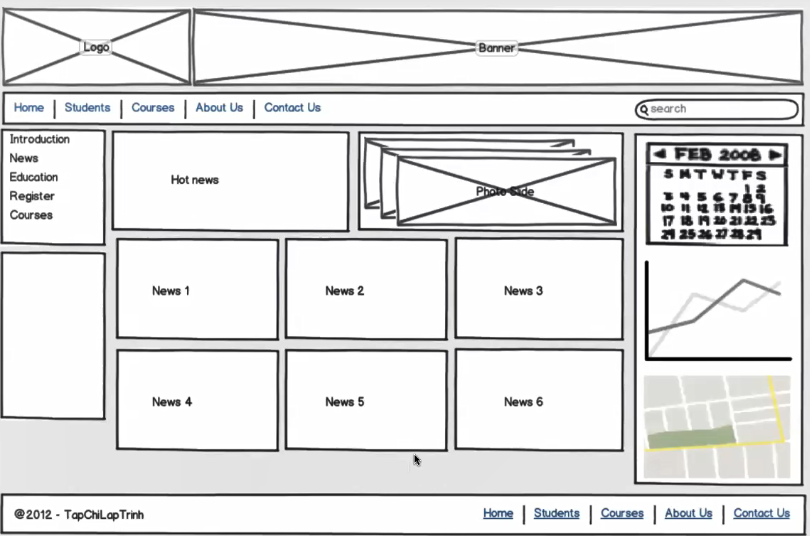 Logo
Banner
Home | Students | Courses | About Us | Contact Us
search
Introduction
News
Education
Register
Courses
Hot news
Photo Slide
FEB 2008
S M T W T F S
1 2
3 4 5 6 7 8 9
10 11 12 13 14 15 16
17 18 19 20 21 22 23
24 25 26 27 28 29
News 1
News 2
News 3
News 4
News 5
News 6
@2012 - TapChiLapTrinh
Home | Students | Courses | About Us | Contact Us